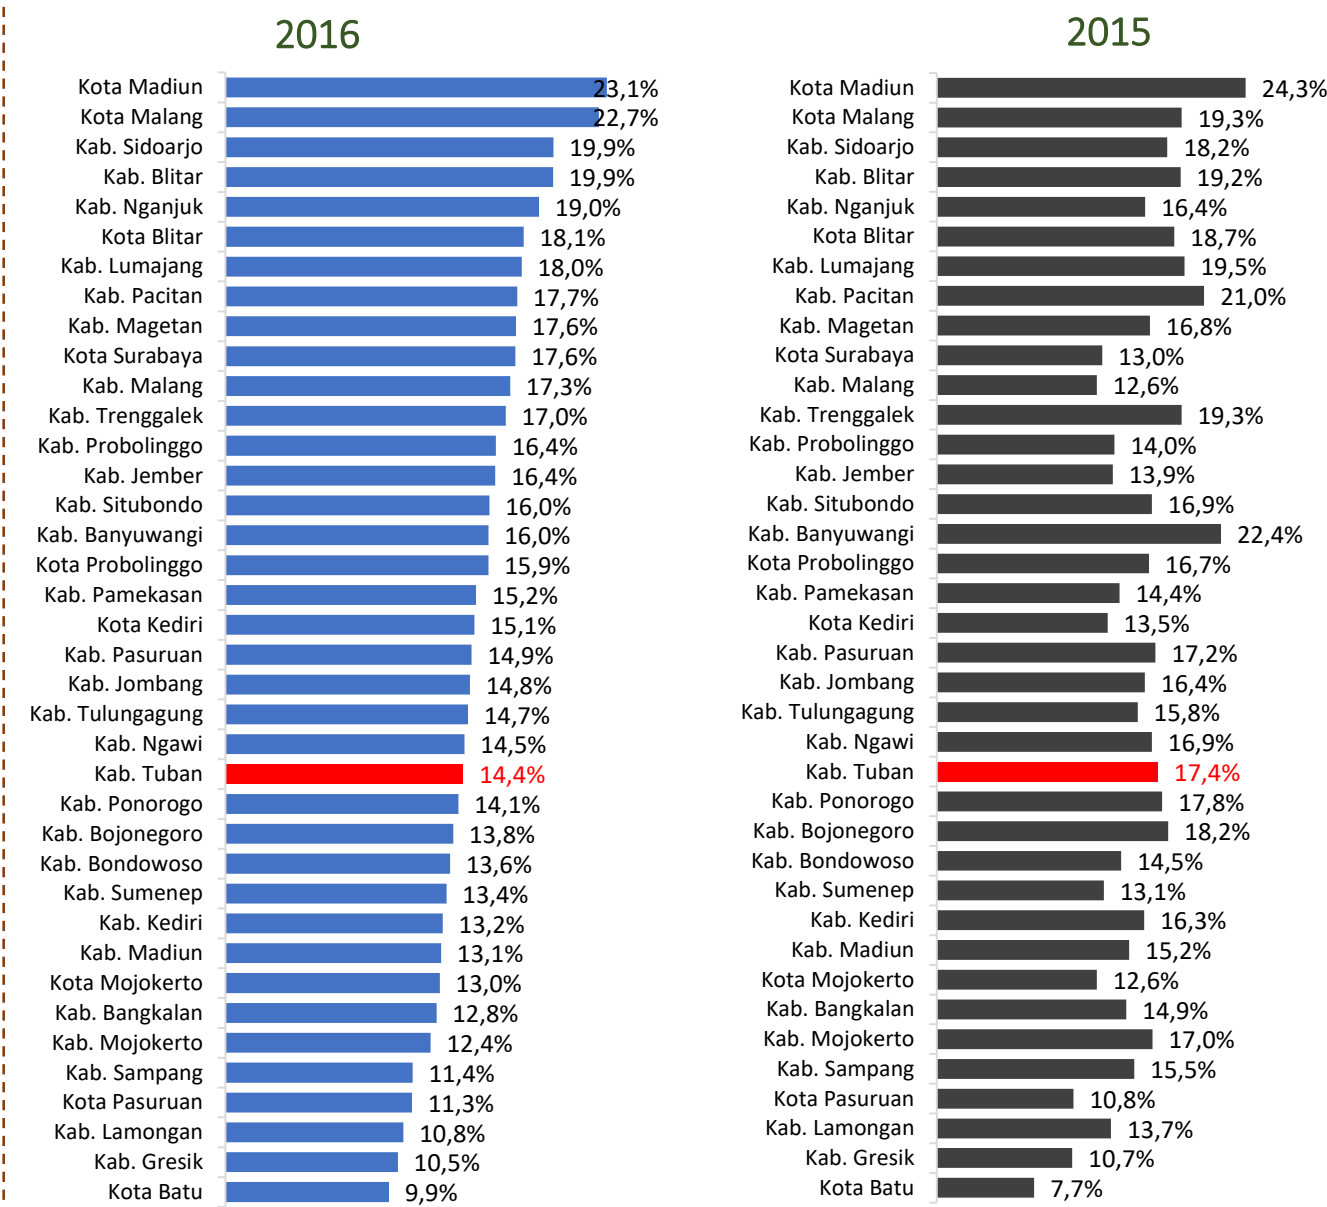 2016
Kota Madiun 23,1%
Kota Malang 22,7%
Kab. Sidoarjo 19,9%
Kab. Blitar 19,9%
Kab. Nganjuk 19,0%
Kota Blitar 18,1%
Kab. Lumajang 18,0%
Kab. Pacitan 17,7%
Kab. Magetan 17,6%
Kota Surabaya 17,6%
Kab. Malang 17,3%
Kab. Trenggalek 17,0%
Kab. Probolinggo 16,4%
Kab. Jember 16,4%
Kab. Situbondo 16,0%
Kab. Banyuwangi 16,0%
Kota Probolinggo 15,9%
Kab. Pamekasan 15,2%
Kota Kediri 15,1%
Kab. Pasuruan 14,9%
Kab. Jombang 14,8%
Kab. Tulungagung 14,7%
Kab. Ngawi 14,5%
Kab. Tuban 14,4%
Kab. Ponorogo 14,1%
Kab. Bojonegoro 13,8%
Kab. Bondowoso 13,6%
Kab. Sumenep 13,4%
Kab. Kediri 13,2%
Kab. Madiun 13,1%
Kota Mojokerto 13,0%
Kab. Bangkalan 12,8%
Kab. Mojokerto 12,4%
Kab. Sampang 11,4%
Kota Pasuruan 11,3%
Kab. Lamongan 10,8%
Kab. Gresik 10,5%
Kota Batu 9,9%
2015
Kota Madiun 24,3%
Kota Malang 19,3%
Kab. Sidoarjo 18,2%
Kab. Blitar 19,2%
Kab. Nganjuk 16,4%
Kota Blitar 18,7%
Kab. Lumajang 19,5%
Kab. Pacitan 21,0%
Kab. Magetan 16,8%
Kota Surabaya 13,0%
Kab. Malang 12,6%
Kab. Trenggalek 19,3%
Kab. Probolinggo 14,0%
Kab. Jember 13,9%
Kab. Situbondo 16,9%
Kab. Banyuwangi 22,4%
Kota Probolinggo 16,7%
Kab. Pamekasan 14,4%
Kota Kediri 13,5%
Kab. Pasuruan 17,2%
Kab. Jombang 16,4%
Kab. Tulungagung 15,8%
Kab. Ngawi 16,9%
Kab. Tuban 17,4%
Kab. Ponorogo 17,8%
Kab. Bojonegoro 18,2%
Kab. Bondowoso 14,5%
Kab. Sumenep 13,1%
Kab. Kediri 16,3%
Kab. Madiun 15,2%
Kota Mojokerto 12,6%
Kab. Bangkalan 14,9%
Kab. Mojokerto 17,0%
Kab. Sampang 15,5%
Kota Pasuruan 10,8%
Kab. Lamongan 13,7%
Kab. Gresik 10,7%
Kota Batu 7,7%